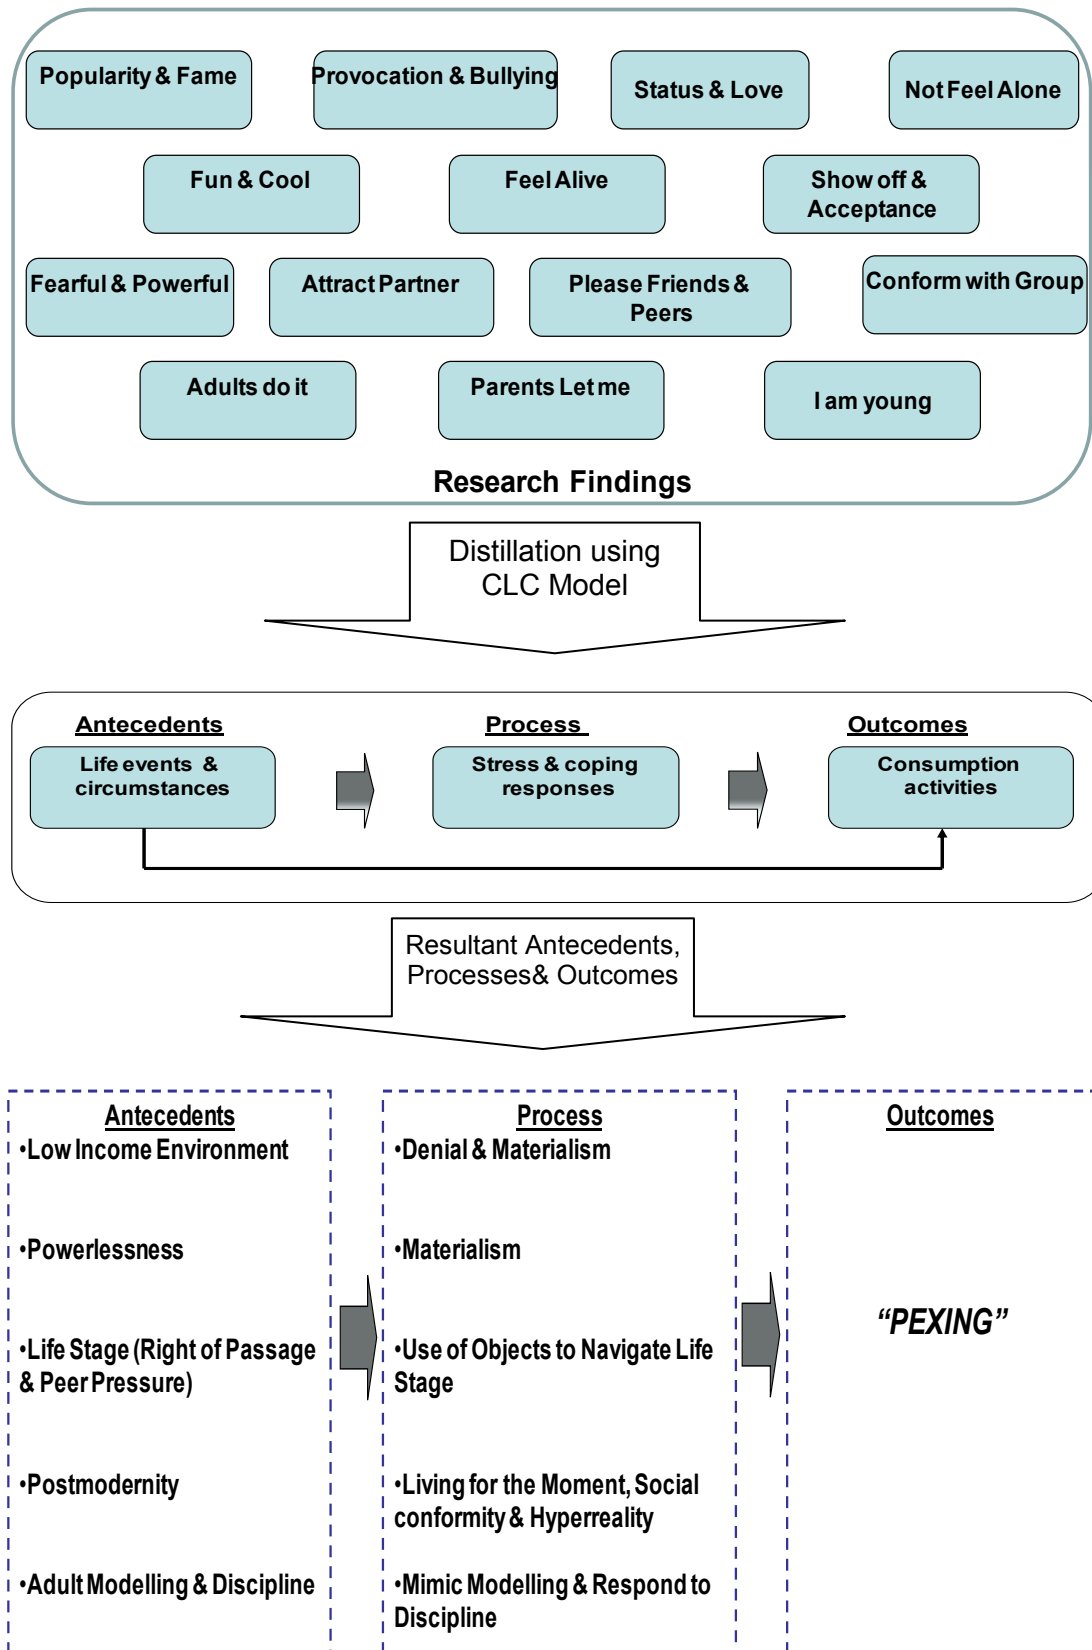 Popularity & Fame
Provocation & Bullying
Status & Love
Not Feel Alone
Fun & Cool
Feel Alive
Show off &
Acceptance
Fearful & Powerful
Attract Partner
Please Friends &
Peers
Conform with Group
Adults do it
Parents Let me
I am young
Research Findings
Distillation using
CLC Model
Antecedents
Process
Outcomes
Life events &
circumstances
Stress & coping
responses
Consumption
activities
Resultant Antecedents,
Processes& Outcomes
Antecedents
•Low Income Environment
•Powerlessness
•Life Stage (Right of Passage
& Peer Pressure)
•Postmodernity
•Adult Modelling & Discipline
Process
•Denial & Materialism
•Materialism
•Use of Objects to Navigate Life
Stage
•Living for the Moment, Social
conformity & Hyperreality
•Mimic Modelling & Respond to
Discipline
Outcomes
“PEXING”